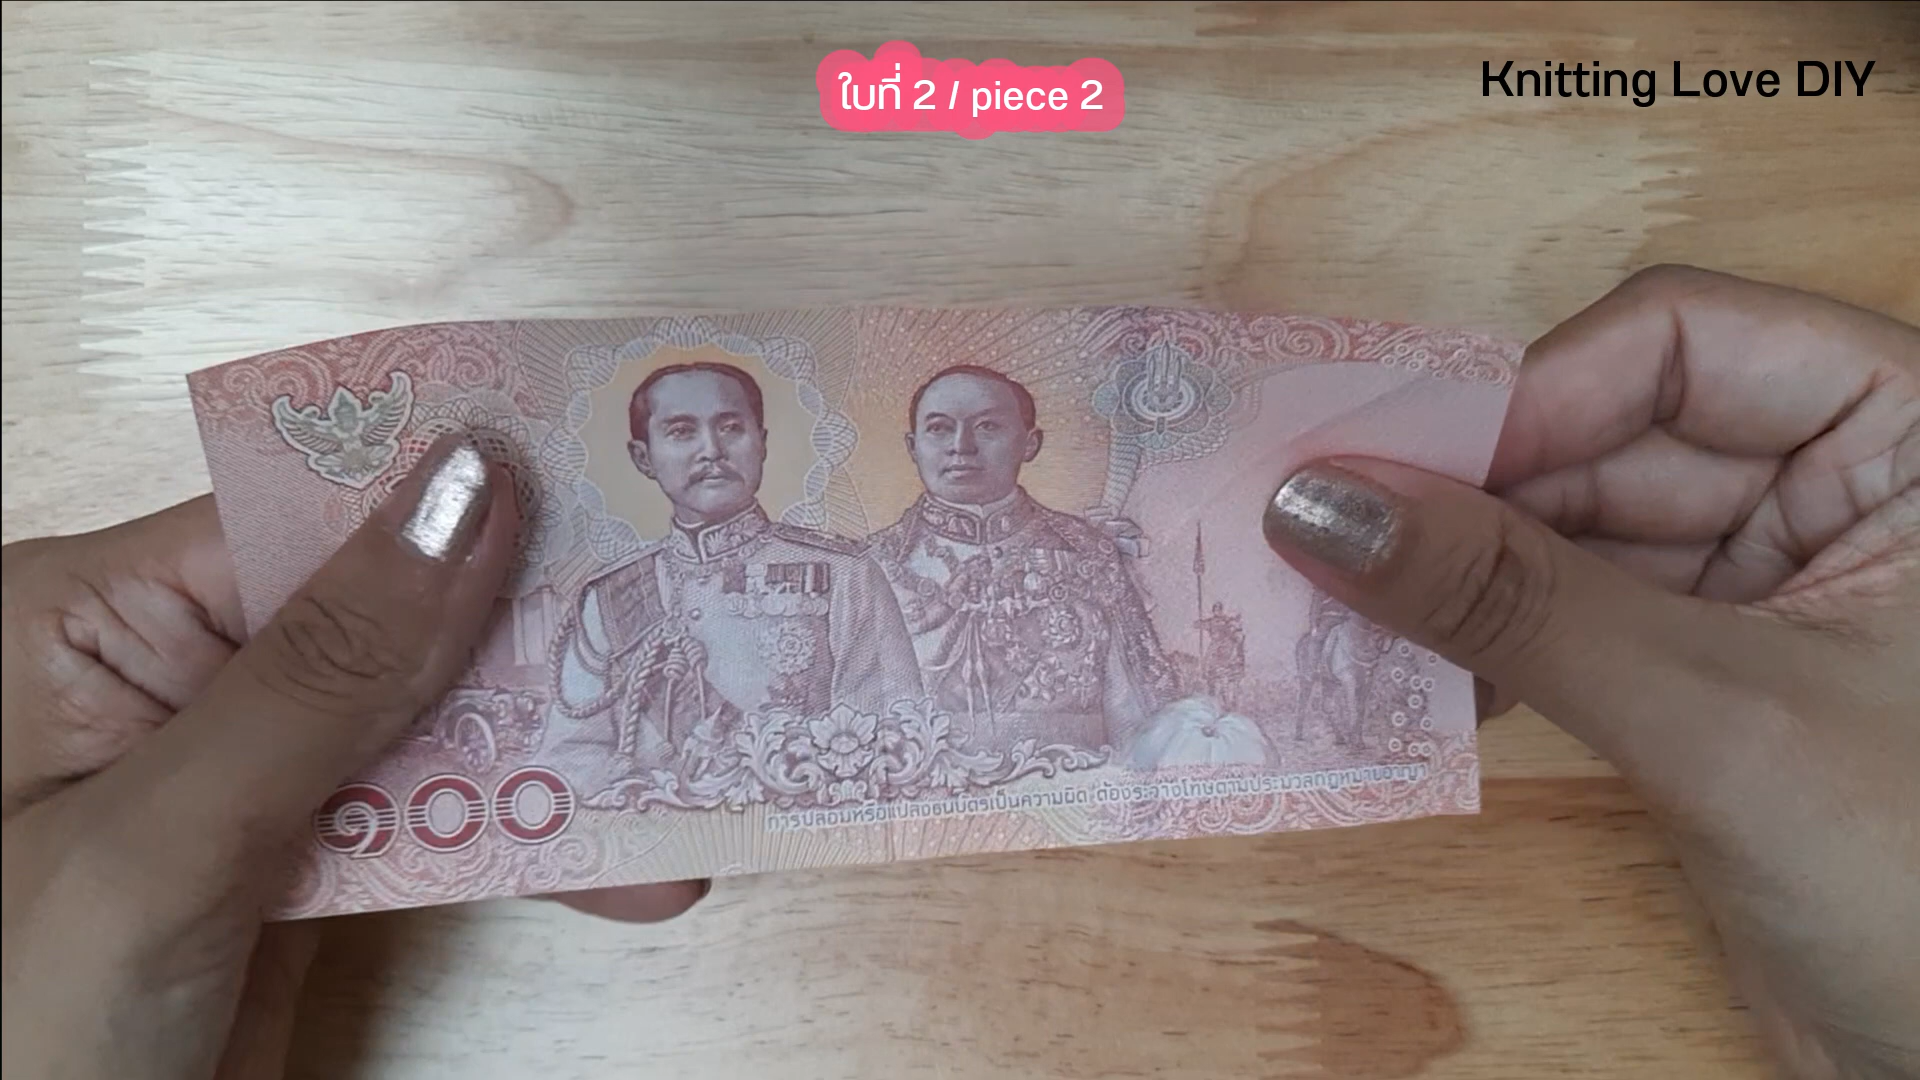 ใบที่ 2 / piece 2
Knitting Love DIY
๑๐๐
การปลอมหรือแปลงธนบัตรเป็นความผิด ต้องระวางโทษตามประมวลกฎหมายอาญา